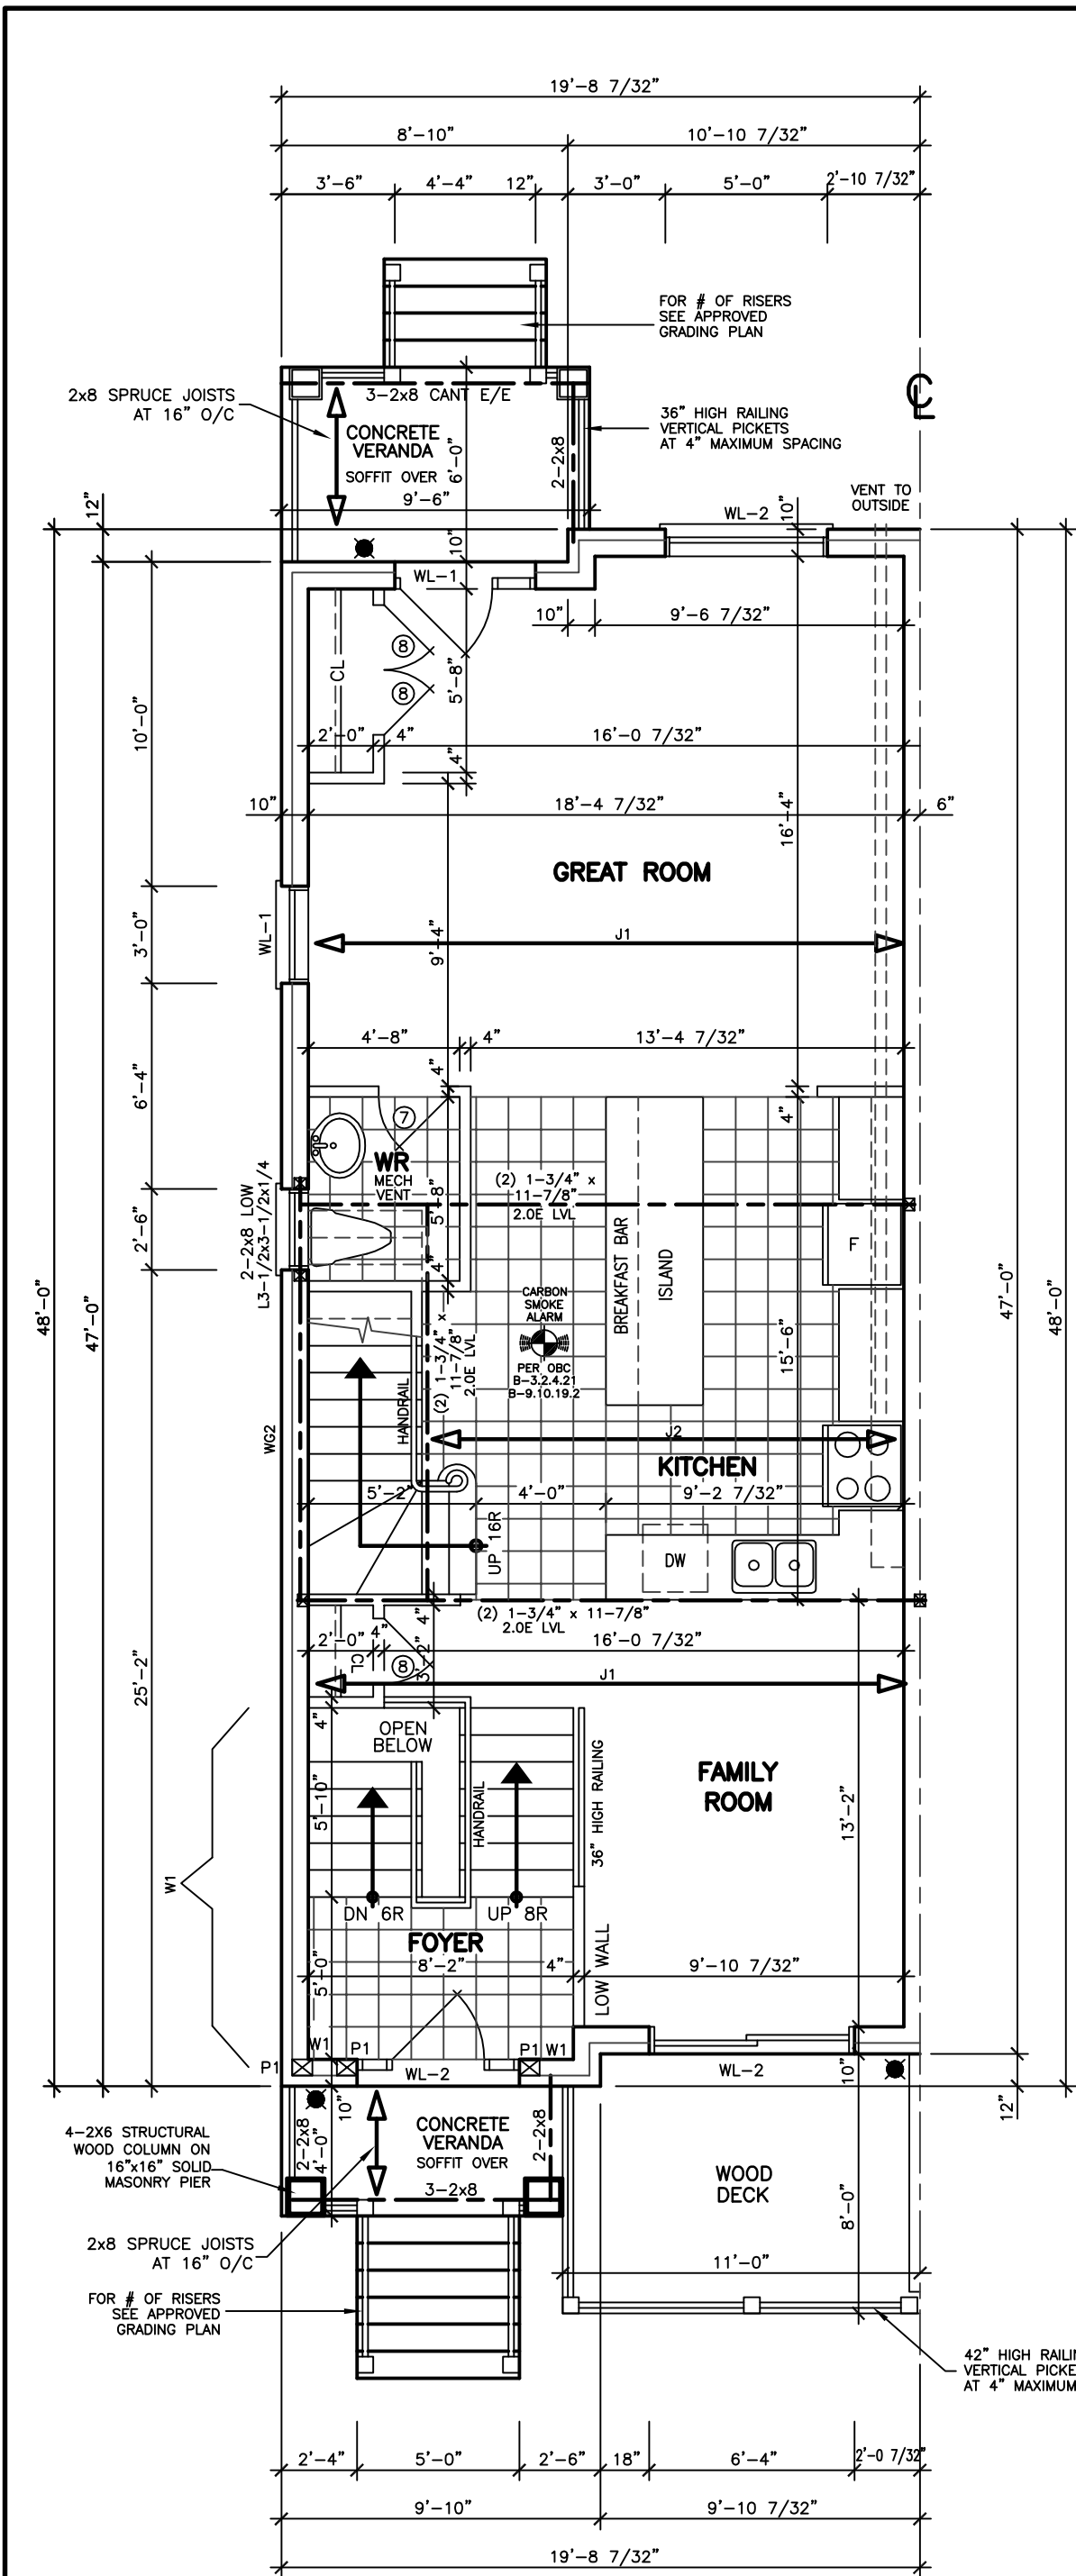 19'-8 7/32"
8'-10" 10'-10 7/32"
3'-6" 4'-4" 12" 3'-0" 5'-0" 2'-10 7/32"
FOR # OF RISERS
SEE APPROVED
GRADING PLAN
2x8 SPRUCE JOISTS
AT 16" O/C
3-2x8 CANT E/E
CONCRETE
VERANDA
SOFFIT OVER
6'-0"
9'-6"
2-2x8
36" HIGH RAILING
VERTICAL PICKETS
AT 4" MAXIMUM SPACING
CL
VENT TO
OUTSIDE
12"
10"
WL-2
10"
WL-1
10" 9'-6 7/32"
CL
8
8
5'-8"
2'-0" 4" 16'-0 7/32"
4"
10'-0"
10" 18'-4 7/32" 6"
16'-4"
GREAT ROOM
WL-1
3'-0"
9'-4"
J1
4'-8" 4" 13'-4 7/32"
4"
6'-4"
4"
7
WR
MECH
VENT
5'-8"
(2) 1-3/4" x
11-7/8"
2.0E LVL
2'-6"
2-2x8 LOW
L3-1/2x3-1/2x1/4
F
BREAKFAST BAR
ISLAND
4"
CARBON
SMOKE
ALARM
PER OBC
B-3.2.4.21
B-9.10.19.2
48'-0"
47'-0"
47'-0"
48'-0"
15'-6"
(2) 1-3/4" x
11-7/8"
2.0E LVL
HANDRAIL
WG2
J2
KITCHEN
5'-2" 4'-0" 9'-2 7/32"
UP 16R
DW
4"
(2) 1-3/4" x 11-7/8"
2.0E LVL
2'-0" 4" 16'-0 7/32"
CL
8
3'-2"
J1
25'-2"
4"
OPEN
BELOW
5'-10"
HANDRAIL
36" HIGH RAILING
FAMILY
ROOM
13'-2"
W1
DN 6R UP 8R
FOYER
8'-2" 4" 9'-10 7/32"
5'-0"
LOW WALL
W1
P1
P1
P1 W1
WL-2
WL-2
10"
10"
12"
4-2X6 STRUCTURAL
WOOD COLUMN ON
16"x16" SOLID
MASONRY PIER
2-2x8
4'-0"
CONCRETE
VERANDA
SOFFIT OVER
3-2x8
2-2x8
WOOD
DECK
8'-0"
11'-0"
2x8 SPRUCE JOISTS
AT 16" O/C
FOR # OF RISERS
SEE APPROVED
GRADING PLAN
42" HIGH RAILIN
VERTICAL PICKE
AT 4" MAXIMUM
2'-4" 5'-0" 2'-6" 18" 6'-4" 2'-0 7/32"
9'-10" 9'-10 7/32"
19'-8 7/32"